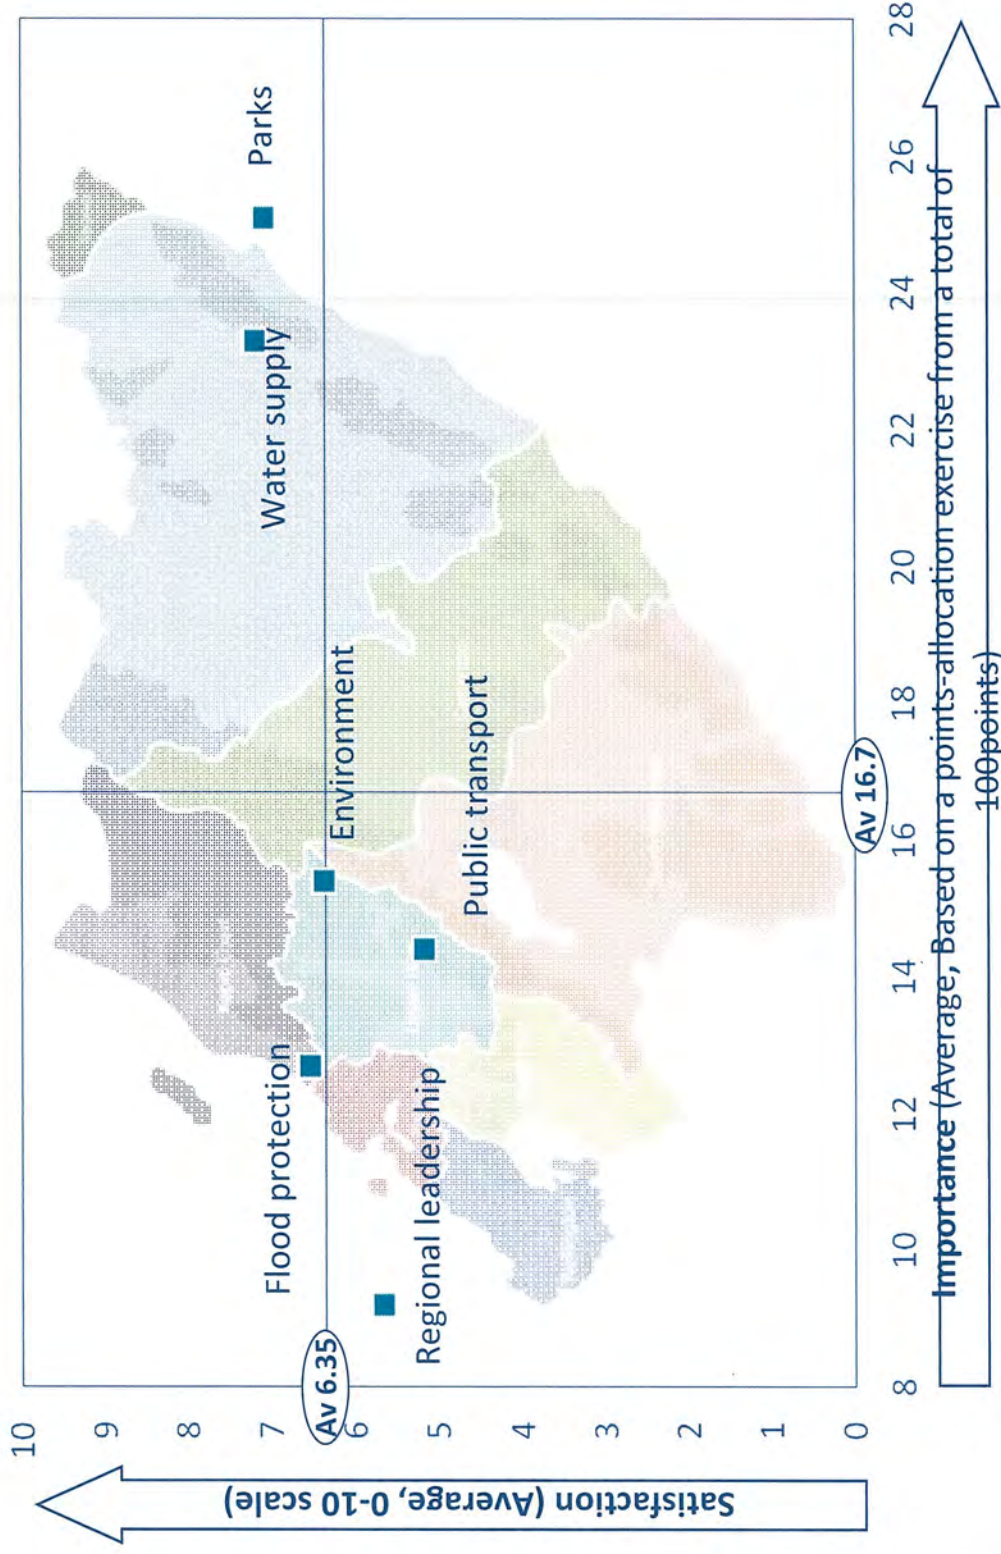 Satisfaction (Average, 0-10 scale)
10
9
8
7
6
5
4
3
2
1
0
Av 6.35
Flood protection
Regional leadership
Environment
Public transport
Water supply
Parks
Av 16.7
8
10
12
14
16
18
20
22
24
26
28
Importance (Average, Based on a points-allocation exercise from a total of
100points)